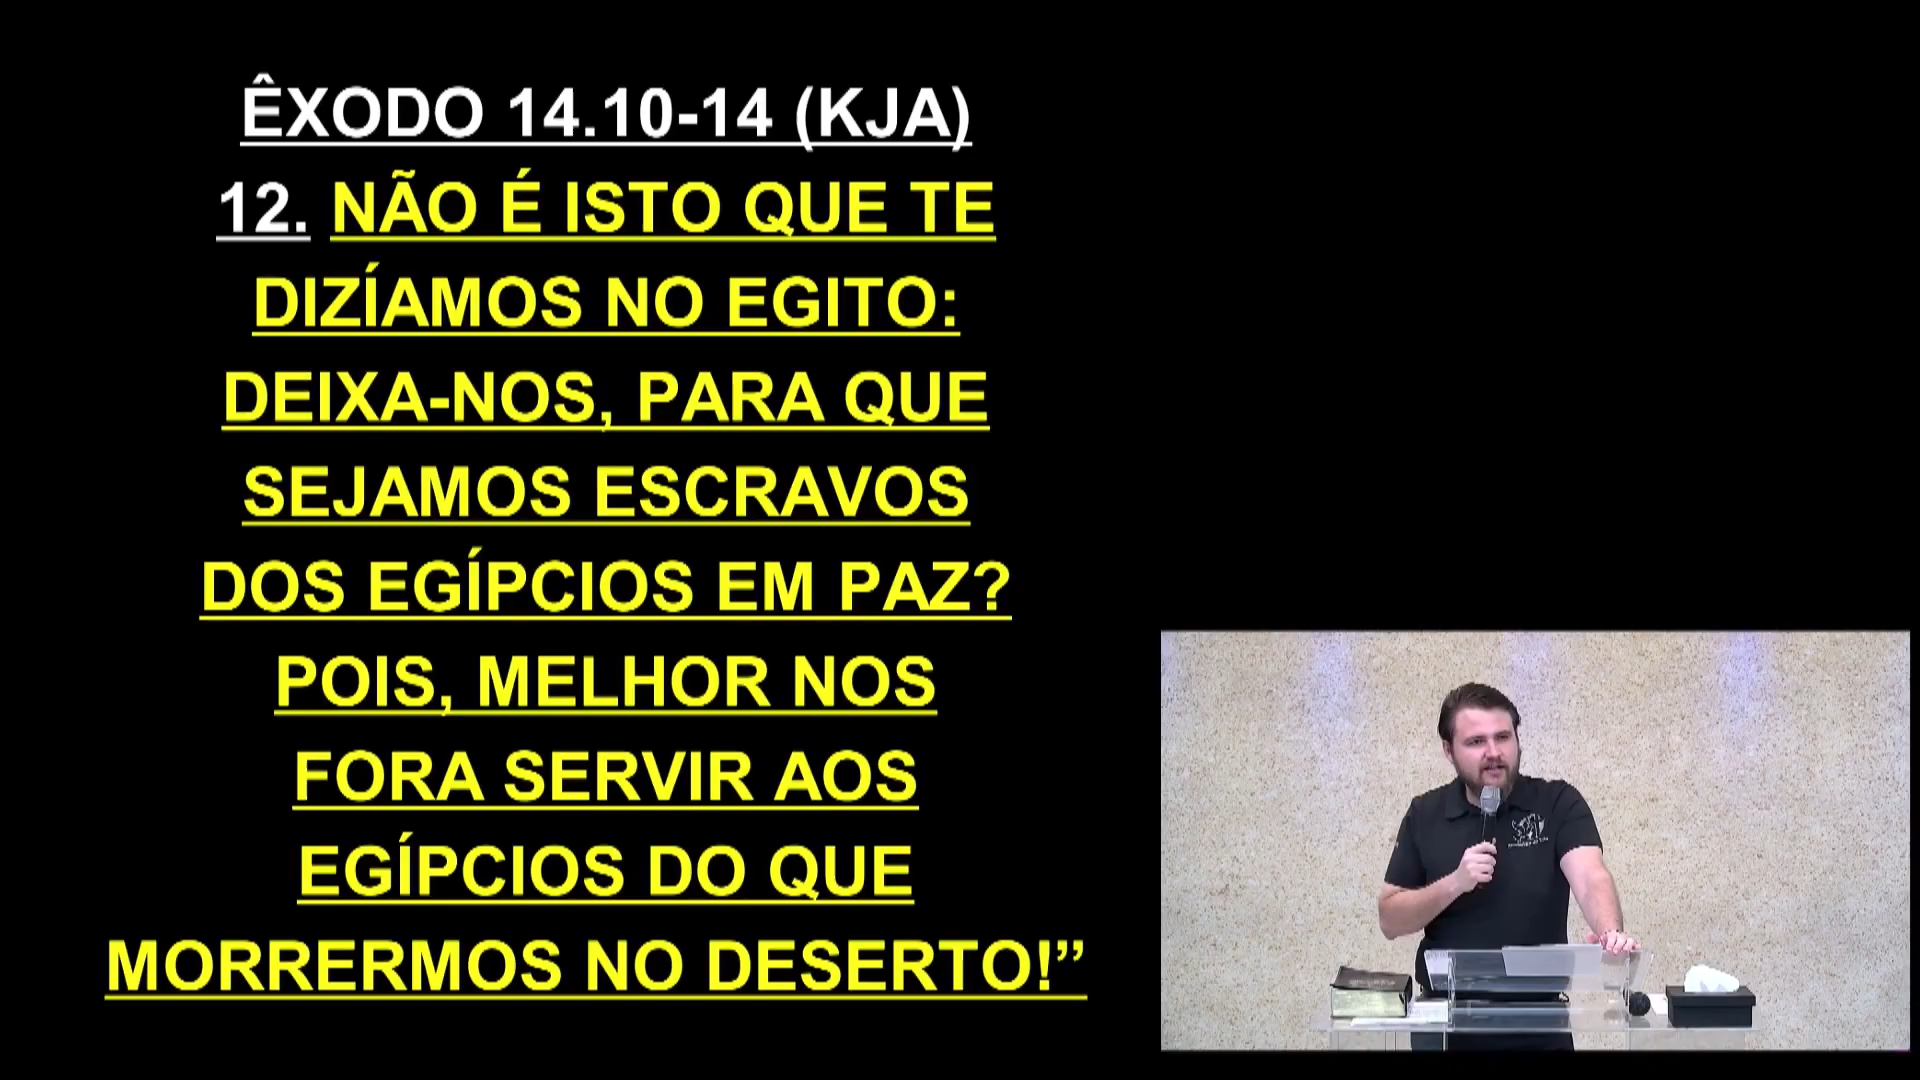 ÊXODO 14.10-14 (KJA)
12. NÃO É ISTO QUE TE
DIZÍAMOS NO EGITO:
DEIXA-NOS, PARA QUE
SEJAMOS ESCRAVOS
DOS EGÍPCIOS EM PAZ?
POIS, MELHOR NOS
FORA SERVIR AOS
EGÍPCIOS DO QUE
MORRERMOS NO DESERTO!”